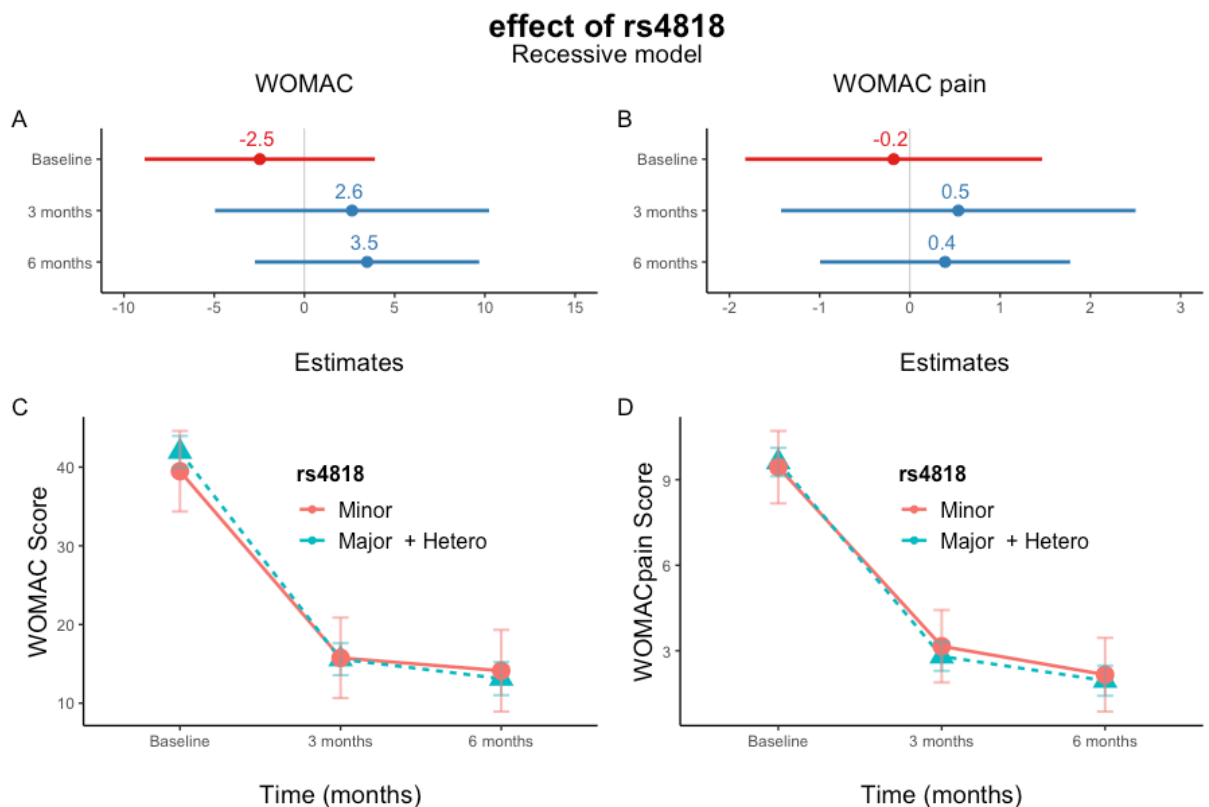 effect of rs4818
Recessive model
WOMAC
WOMAC pain
A
-2.5
Baseline
2.6
3 months
3.5
6 months
-10 -5 0 5 10 15
Estimates
B
-0.2
Baseline
0.5
3 months
0.4
6 months
-2 -1 0 1 2 3
Estimates
C
WOMAC Score
40
30
20
10
rs4818
Minor
Major + Hetero
Baseline 3 months 6 months
Time (months)
D
WOMACpain Score
9
6
3
rs4818
Minor
Major + Hetero
Baseline 3 months 6 months
Time (months)